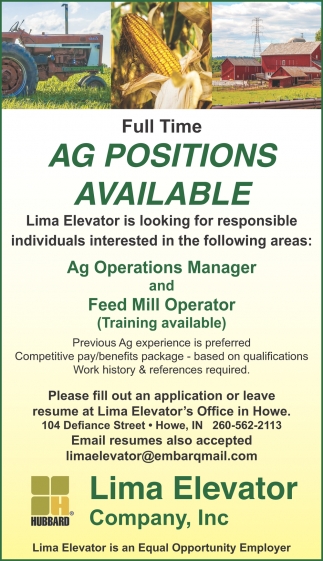 Full Time
AG POSITIONS
AVAILABLE
Lima Elevator is looking for responsible
individuals interested in the following areas:
Ag Operations Manager
and
Feed Mill Operator
(Training available)
Previous Ag experience is preferred
Competitive pay/benefits package - based on qualifications
Work history & references required.
Please fill out an application or leave
resume at Lima Elevator's Office in Howe.
104 Defiance Street • Howe, IN 260-562-2113
Email resumes also accepted
limaelevator@embarqmail.com
H
HUBBARD®
Lima Elevator
Company, Inc
Lima Elevator is an Equal Opportunity Employer